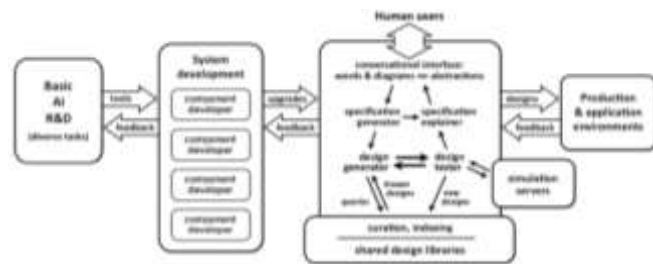 Human users
System
development
conversational interface:
words & diagrams ↔ abstractions
Basic
AI
R&D
(diverse tasks)
tools
feedback
component
developer
component
developer
component
developer
component
developer
upgrades
feedback
specification
generator
specification
explainer
design
generator
design
tester
queries
known
designs
new
designs
curation, indexing
shared design libraries
designs
feedback
Production
& application
environments
simulation
servers